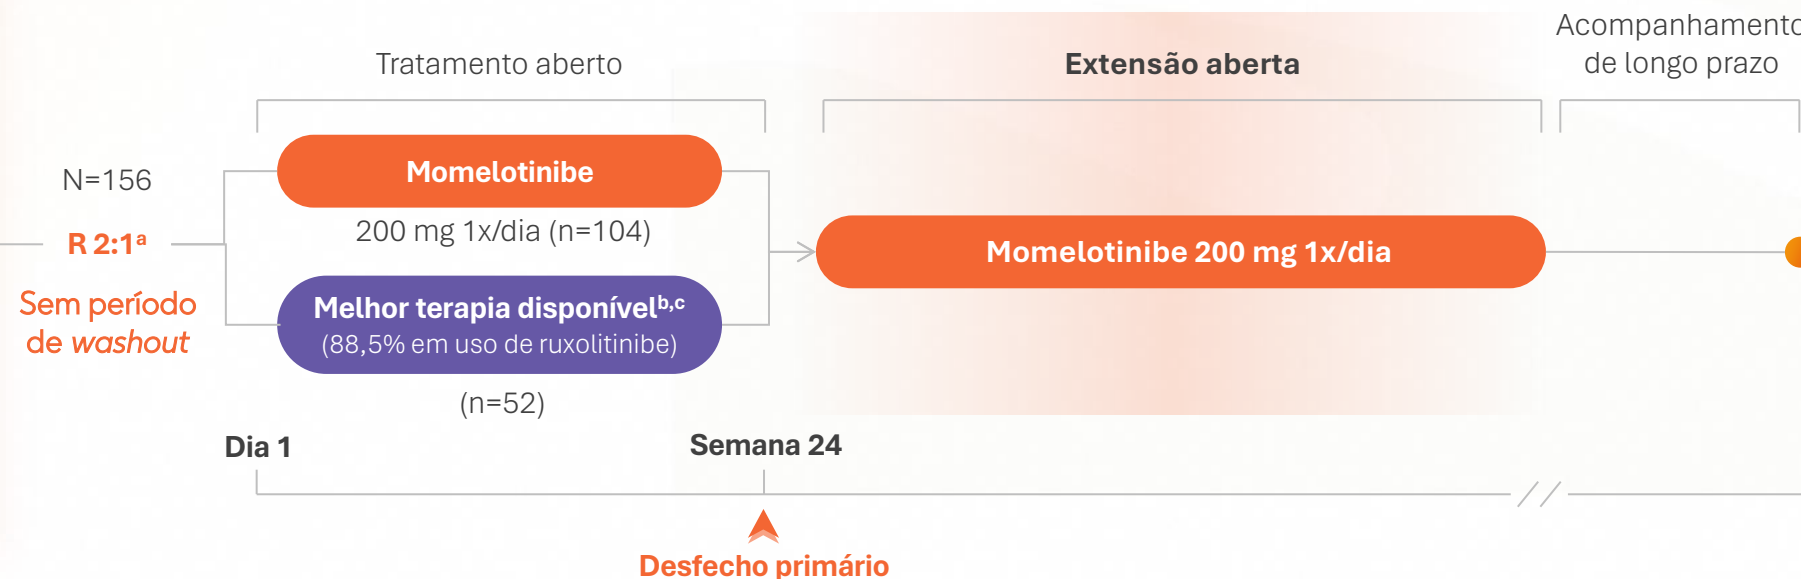 Tratamento aberto
Extensão aberta
Acompanhamento
de longo prazo
N=156
R 2:1ª
Sem período
de washout
Momelotinibe
200 mg 1x/dia (n=104)
Melhor terapia disponívelᵇ,ᶜ
(88,5% em uso de ruxolitinibe)
(n=52)
Momelotinibe 200 mg 1x/dia
Dia 1
Semana 24
Desfecho primário